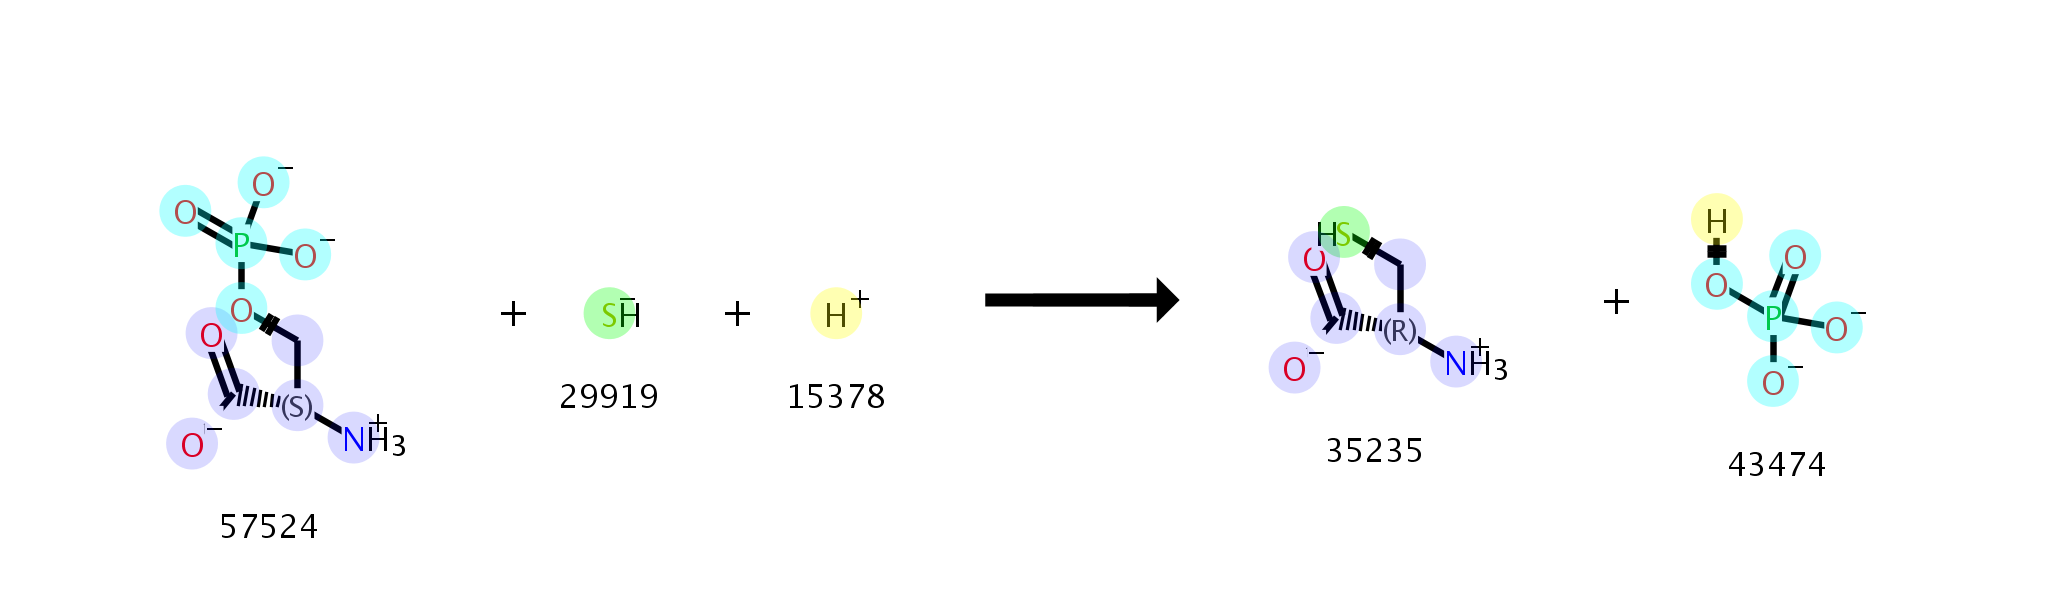 O −
O
P
O −
O
O
(S)
O −
NH3 +
57524
+
SH −
29919
+
H +
15378
HS
O
(R)
O −
NH3 +
35235
+
H
O
O
P
O −
O −
43474